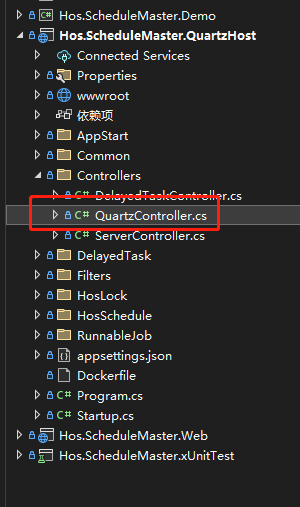 Hos.ScheduleMaster.Demo
Hos.ScheduleMaster.QuartzHost
Connected Services
Properties
wwwroot
依赖项
AppStart
Common
Controllers
C# DelayedTaskController.cs
C# QuartzController.cs
C# ServerController.cs
DelayedTask
Filters
HosLock
HosSchedule
RunnableJob
appsettings.json
Dockerfile
C# Program.cs
C# Startup.cs
Hos.ScheduleMaster.Web
Hos.ScheduleMaster.xUnitTest